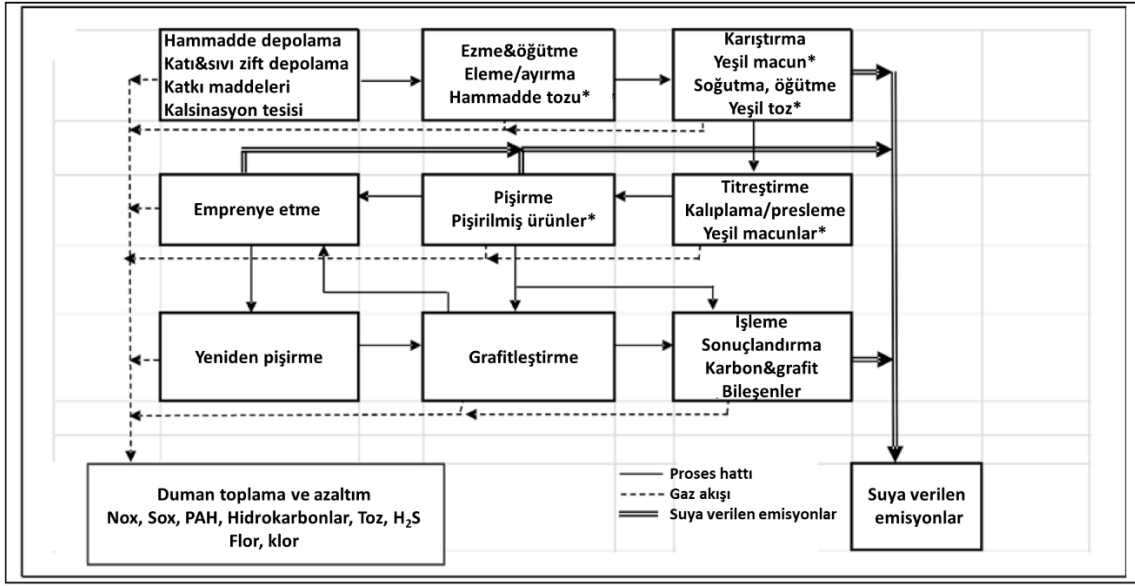 Hammadde depolama
Katı&sıvı zift depolama
Katkı maddeleri
Kalsinasyon tesisi
Ezme&öğütme
Eleme/ayırma
Hammadde tozu*
Karıştırma
Yeşil macun*
Soğutma, öğütme
Yeşil toz*
Emprenye etme
Pişirme
Pişirilmiş ürünler*
Titreştirme
Kalıplama/presleme
Yeşil macunlar*
Yeniden pişirme
Grafitleştirme
İşleme
Sonuçlandırma
Karbon&grafit
Bileşenler
Duman toplama ve azaltım
Nox, Sox, PAH, Hidrokarbonlar, Toz, H₂S
Flor, klor
Proses hattı
Gaz akışı
Suya verilen emisyonlar
Suya verilen
emisyonlar